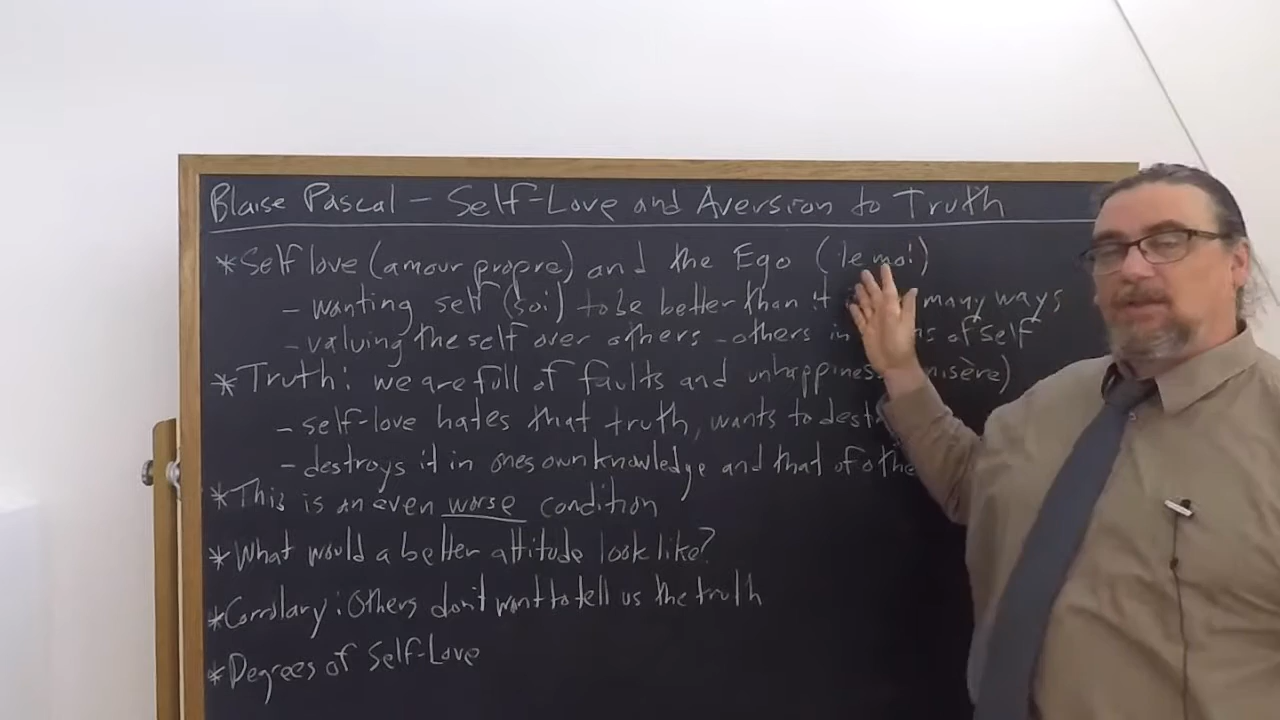 Blaise Pascal - Self-Love and Aversion to Truth
*Self love (amour propre) and the Ego (le moi)
- wanting self (soi) to be better than it many ways
- valuing the self over others - others in of self
*Truth: we are full of faults and unhappiness misère)
- self-love hates that truth, wants to
- destroys it in ones own knowledge and that of
*This is an even worse condition
*What would a better attitude look like?
*Corrolary: Others don't want to tell us the truth
*Degrees of Self-Love